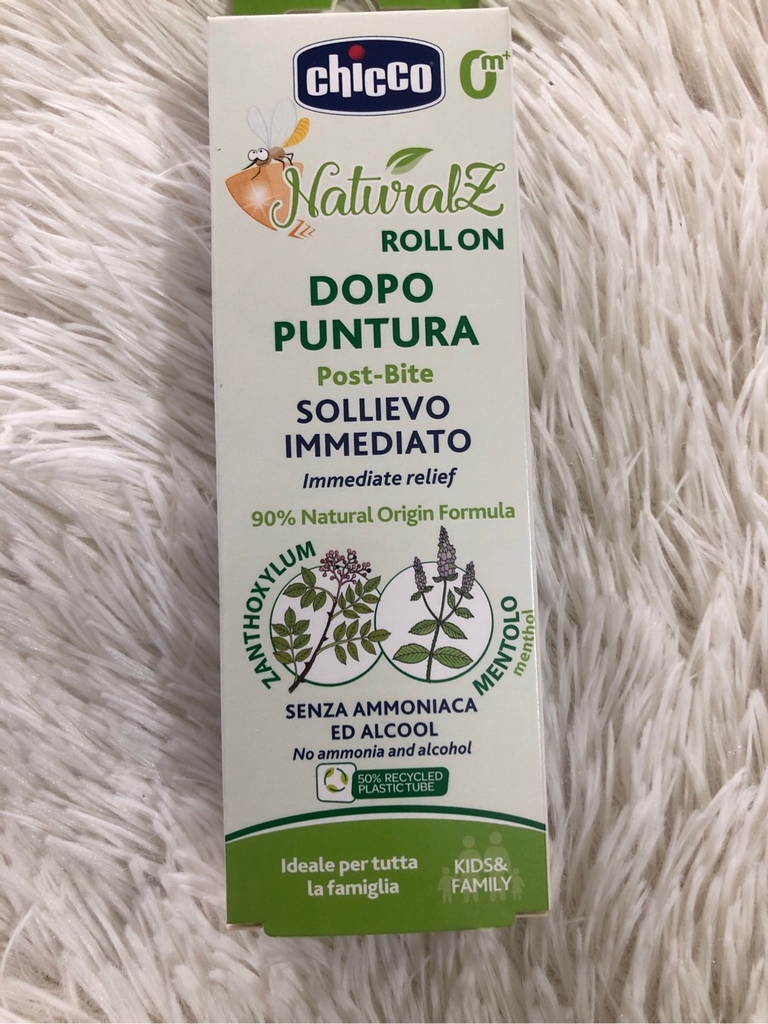 chicco
0m+
NaturalZ
zzz
ROLL ON
DOPO
PUNTURA
Post-Bite
SOLLIEVO
IMMEDIATO
Immediate relief
90% Natural Origin Formula
ZANTHOXYLUM
MENTOLO
menthol
SENZA AMMONIACA
ED ALCOOL
No ammonia and alcohol
50% RECYCLED
PLASTIC TUBE
Ideale per tutta
la famiglia
KIDS&
FAMILY